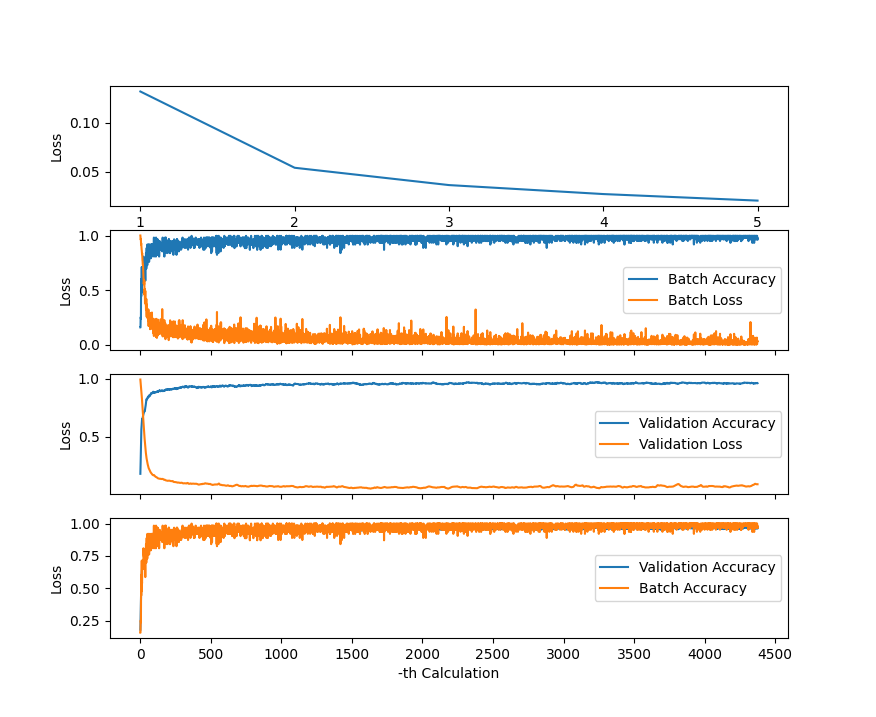 0.10
0.05
Loss
1 2 3 4 5
1.0
0.5
0.0
Loss
Batch Accuracy
Batch Loss
1.0
0.5
Loss
Validation Accuracy
Validation Loss
1.00
0.75
0.50
0.25
Loss
Validation Accuracy
Batch Accuracy
0 500 1000 1500 2000 2500 3000 3500 4000 4500
-th Calculation